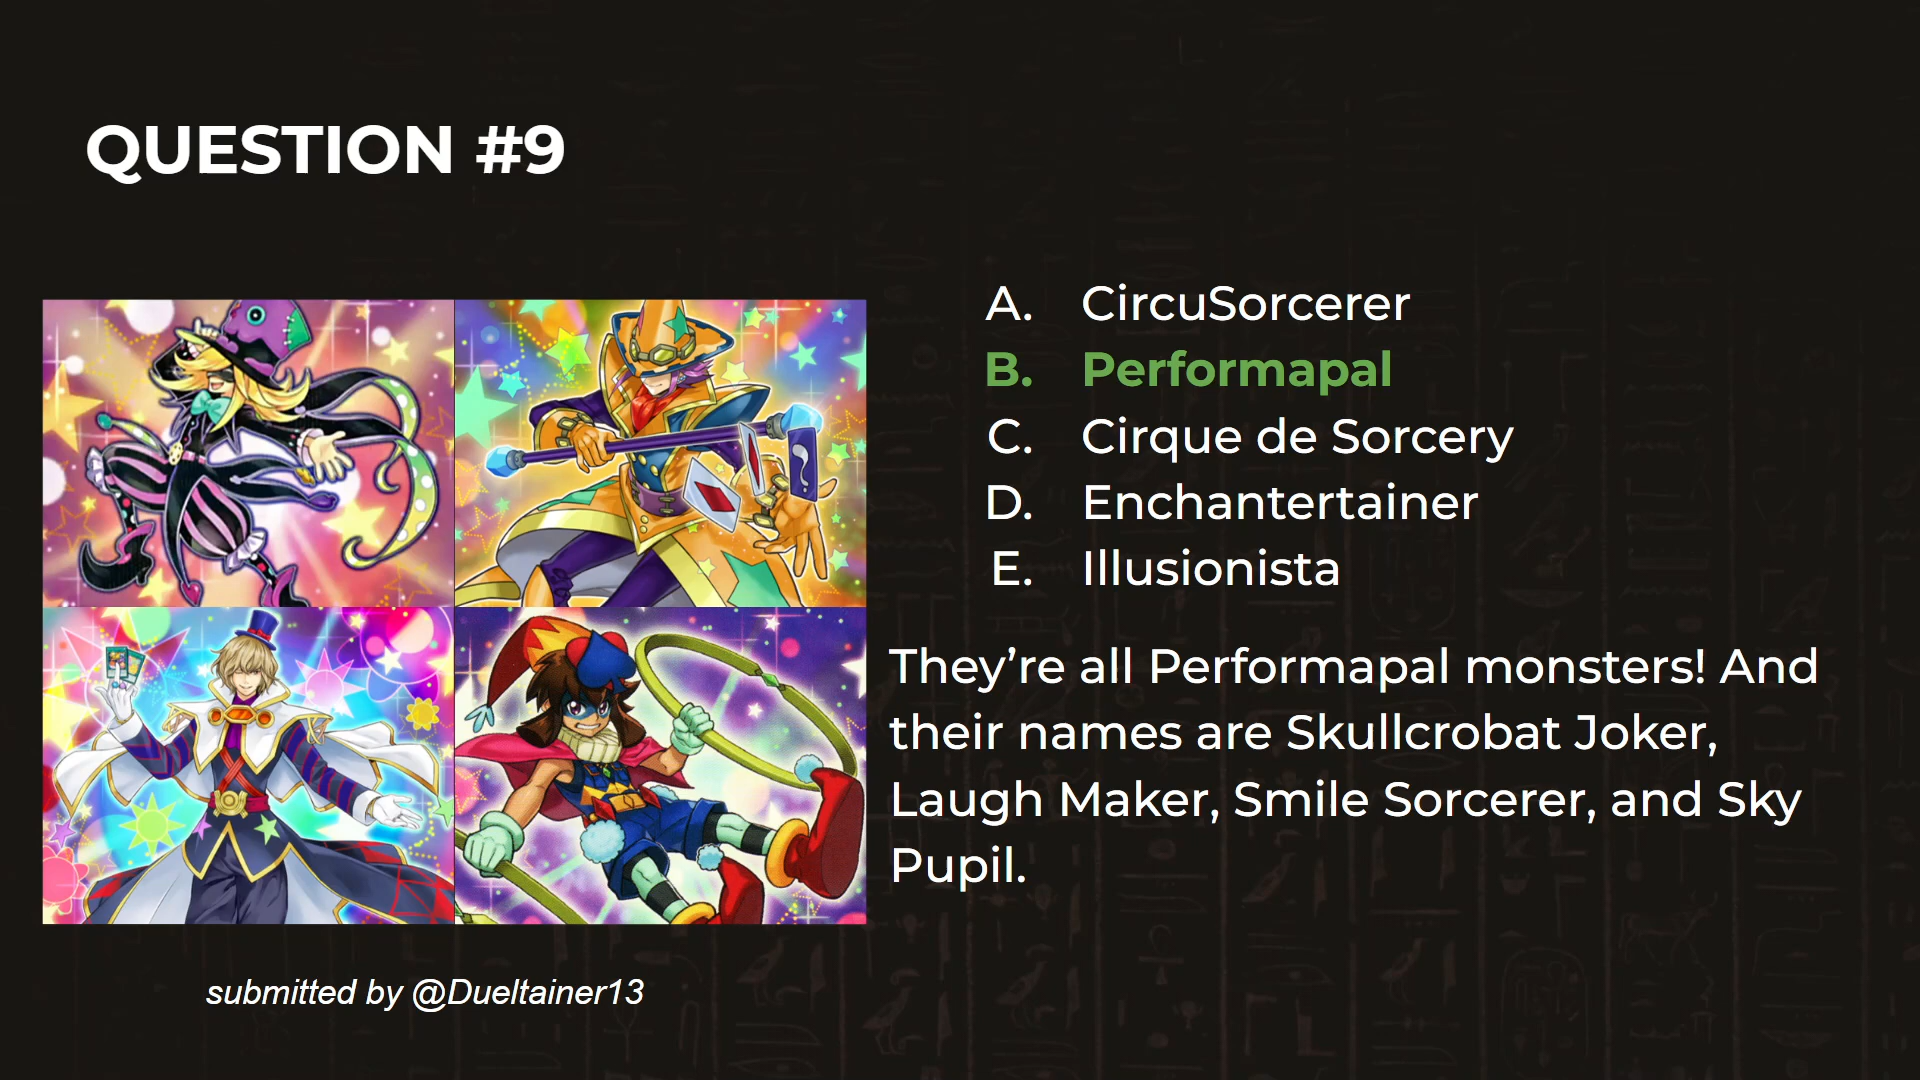 QUESTION #9
A. CircuSorcerer
B. Performapal
C. Cirque de Sorcery
D. Enchantertainer
E. Illusionista
They’re all Performapal monsters! And
their names are Skullcrobat Joker,
Laugh Maker, Smile Sorcerer, and Sky
Pupil.
?
submitted by @Dueltainer13